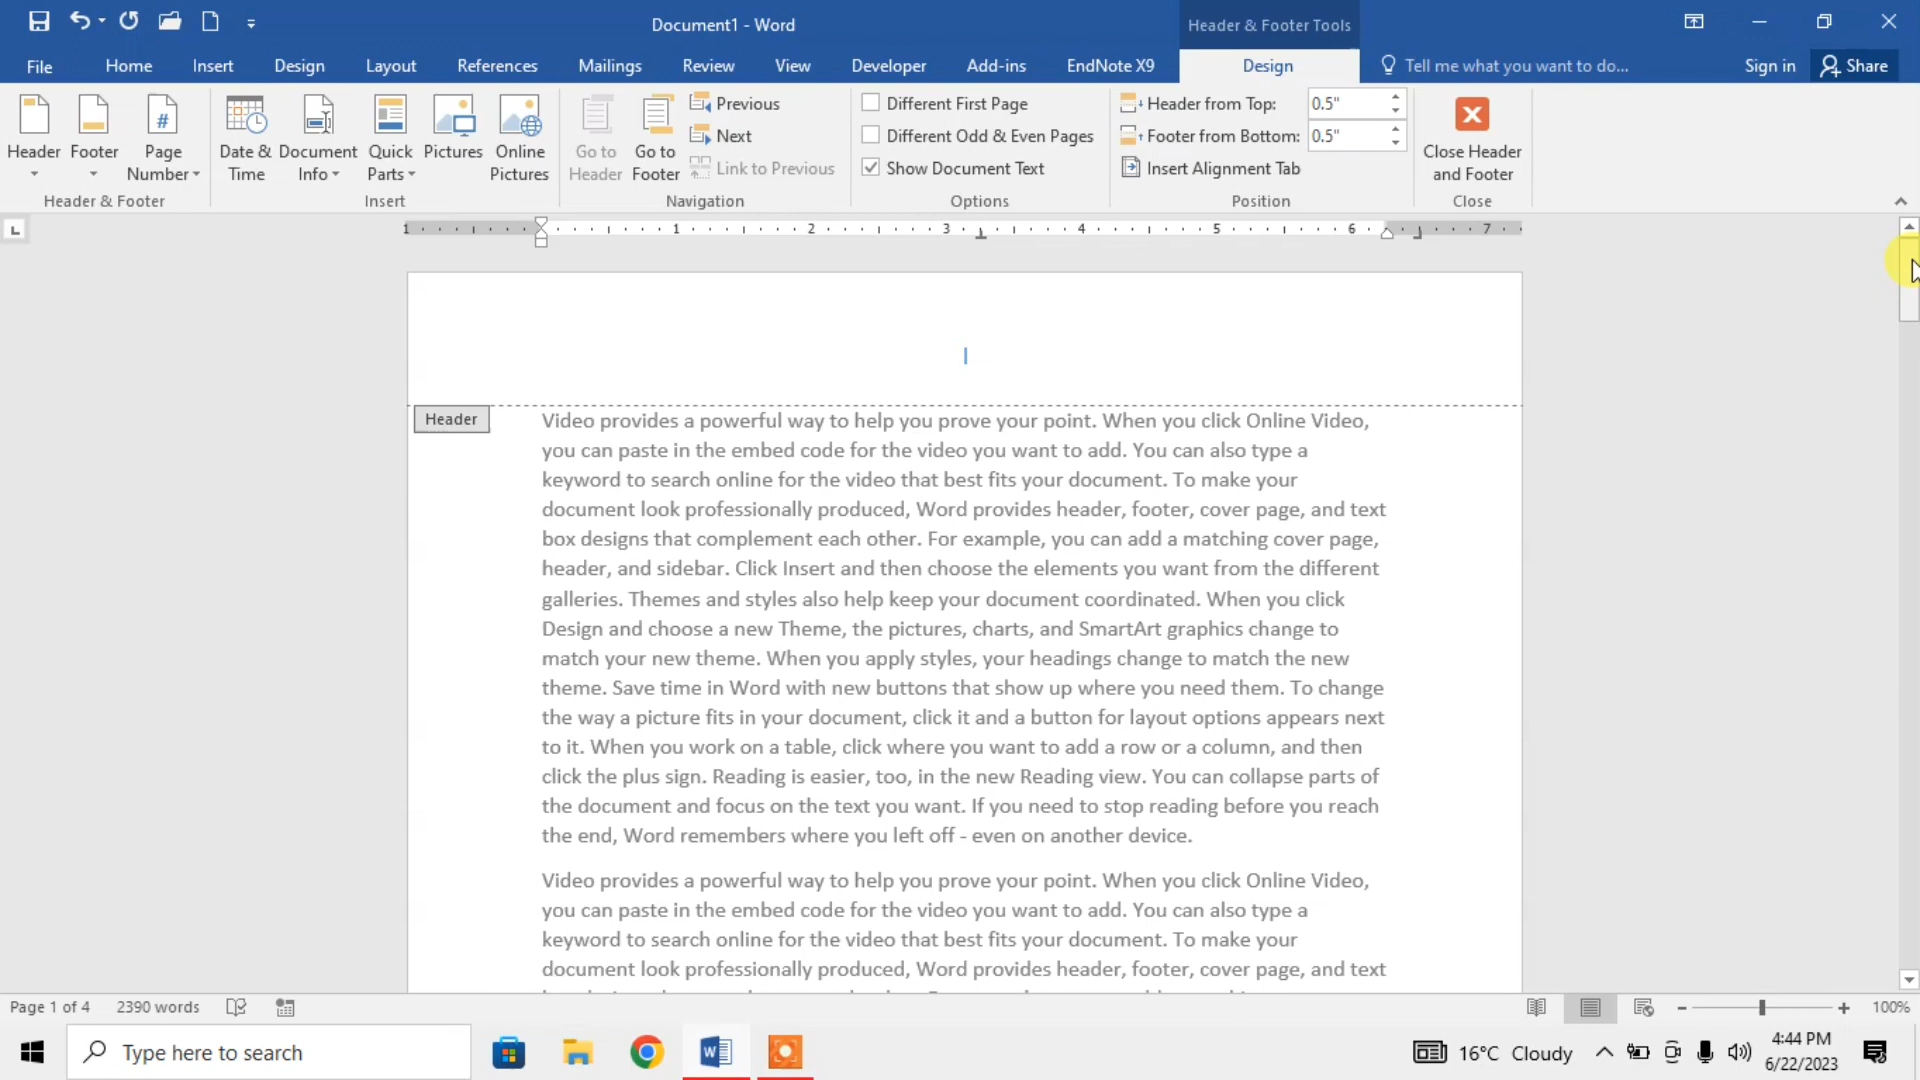 Document1 - Word
Header & Footer Tools
File Home Insert Design Layout References Mailings Review View Developer Add-ins EndNote X9 Design Tell me what you want to do... Sign in Share
Header
Footer
Page Number
Header & Footer
Date & Time
Document Info
Quick Parts
Pictures
Online Pictures
Insert
Go to Header
Go to Footer
Previous
Next
Link to Previous
Navigation
Different First Page
Different Odd & Even Pages
Show Document Text
Options
Header from Top: 0.5"
Footer from Bottom: 0.5"
Insert Alignment Tab
Position
Close Header and Footer
Close
1 1 2 3 4 5 6 7
Header
Video provides a powerful way to help you prove your point. When you click Online Video,
you can paste in the embed code for the video you want to add. You can also type a
keyword to search online for the video that best fits your document. To make your
document look professionally produced, Word provides header, footer, cover page, and text
box designs that complement each other. For example, you can add a matching cover page,
header, and sidebar. Click Insert and then choose the elements you want from the different
galleries. Themes and styles also help keep your document coordinated. When you click
Design and choose a new Theme, the pictures, charts, and SmartArt graphics change to
match your new theme. When you apply styles, your headings change to match the new
theme. Save time in Word with new buttons that show up where you need them. To change
the way a picture fits in your document, click it and a button for layout options appears next
to it. When you work on a table, click where you want to add a row or a column, and then
click the plus sign. Reading is easier, too, in the new Reading view. You can collapse parts of
the document and focus on the text you want. If you need to stop reading before you reach
the end, Word remembers where you left off - even on another device.
Video provides a powerful way to help you prove your point. When you click Online Video,
you can paste in the embed code for the video you want to add. You can also type a
keyword to search online for the video that best fits your document. To make your
document look professionally produced, Word provides header, footer, cover page, and text
Page 1 of 4 2390 words 100%
Type here to search
16°C Cloudy
4:44 PM
6/22/2023